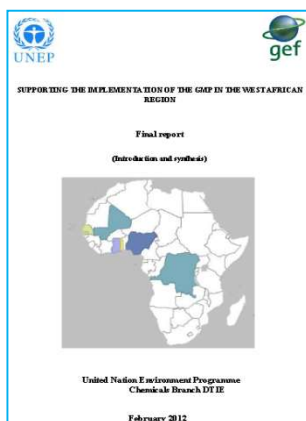 UNEP
gef
SUPPORTING THE IMPLEMENTATION OF THE GMP IN THE WEST AFRICAN
REGION
Final report
(Introduction and synthesis)
United Nation Environment Programme
Chemicals Branch DTIE
February 2012